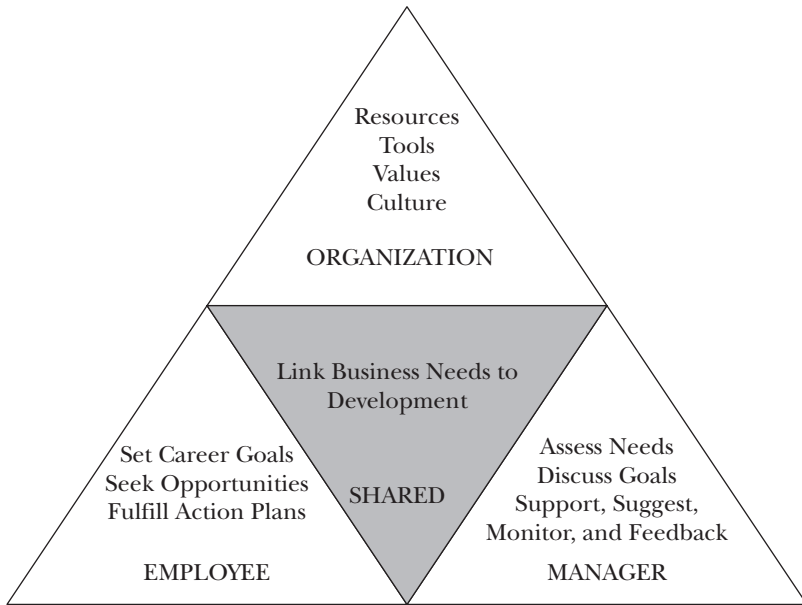 Resources
Tools
Values
Culture
ORGANIZATION
Link Business Needs to
Development
SHARED
Set Career Goals
Seek Opportunities
Fulfill Action Plans
EMPLOYEE
Assess Needs
Discuss Goals
Support, Suggest,
Monitor, and Feedback
MANAGER